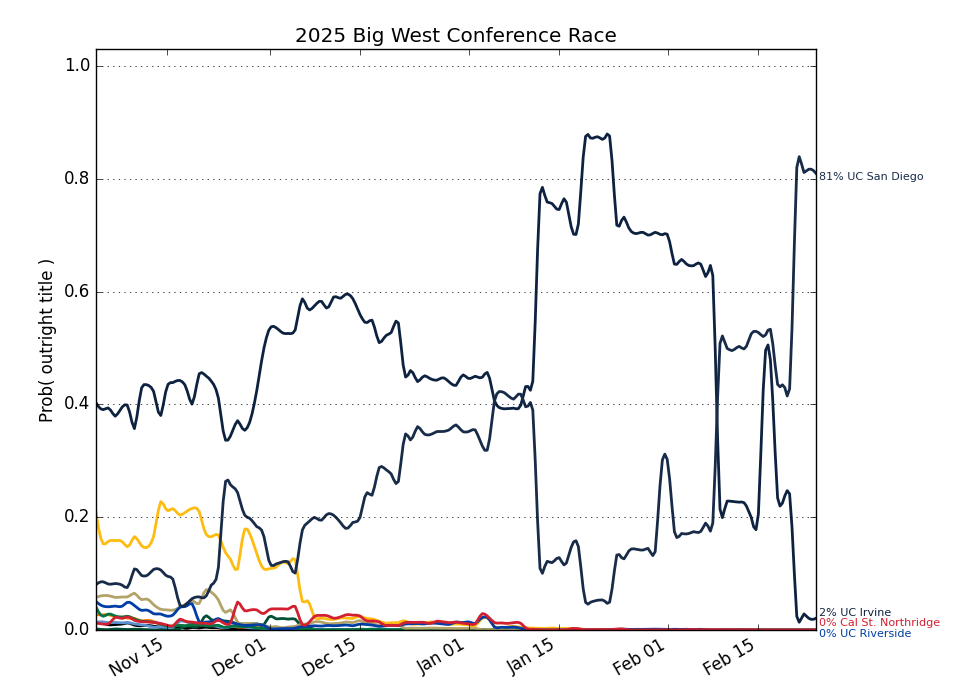 2025 Big West Conference Race
Prob( outright title )
1.0
0.8
0.6
0.4
0.2
0.0
Nov 15
Dec 01
Dec 15
Jan 01
Jan 15
Feb 01
Feb 15
81% UC San Diego
2% UC Irvine
0% Cal St. Northridge
0% UC Riverside